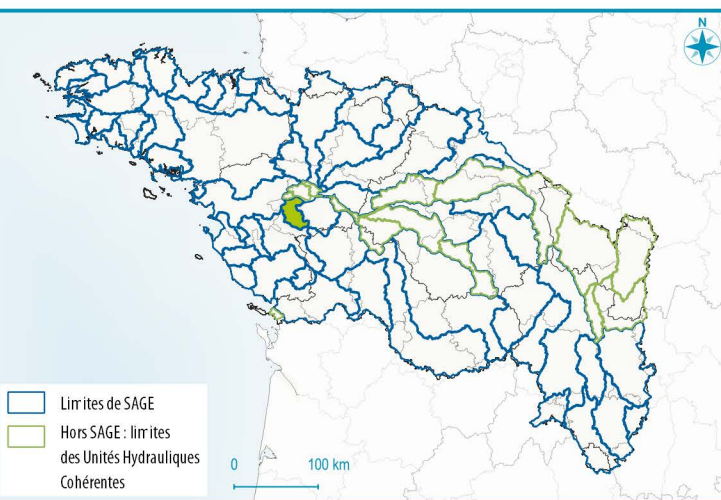 N
Limites de SAGE
Hors SAGE : limites
des Unités Hydrauliques
Cohérentes
0 100 km